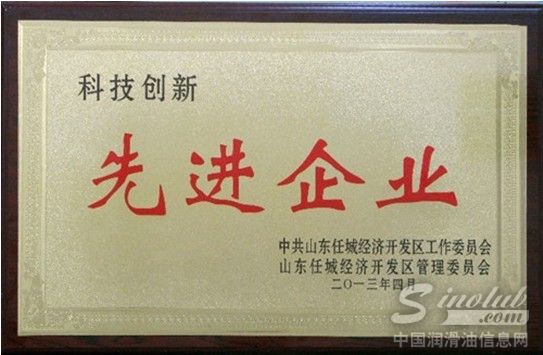 科技创新
先进企业
中共山东任城经济开发区工作委员会
山东任城经济开发区管理委员会
二〇一三年四月
Sinolub.com
中国润滑油信息网